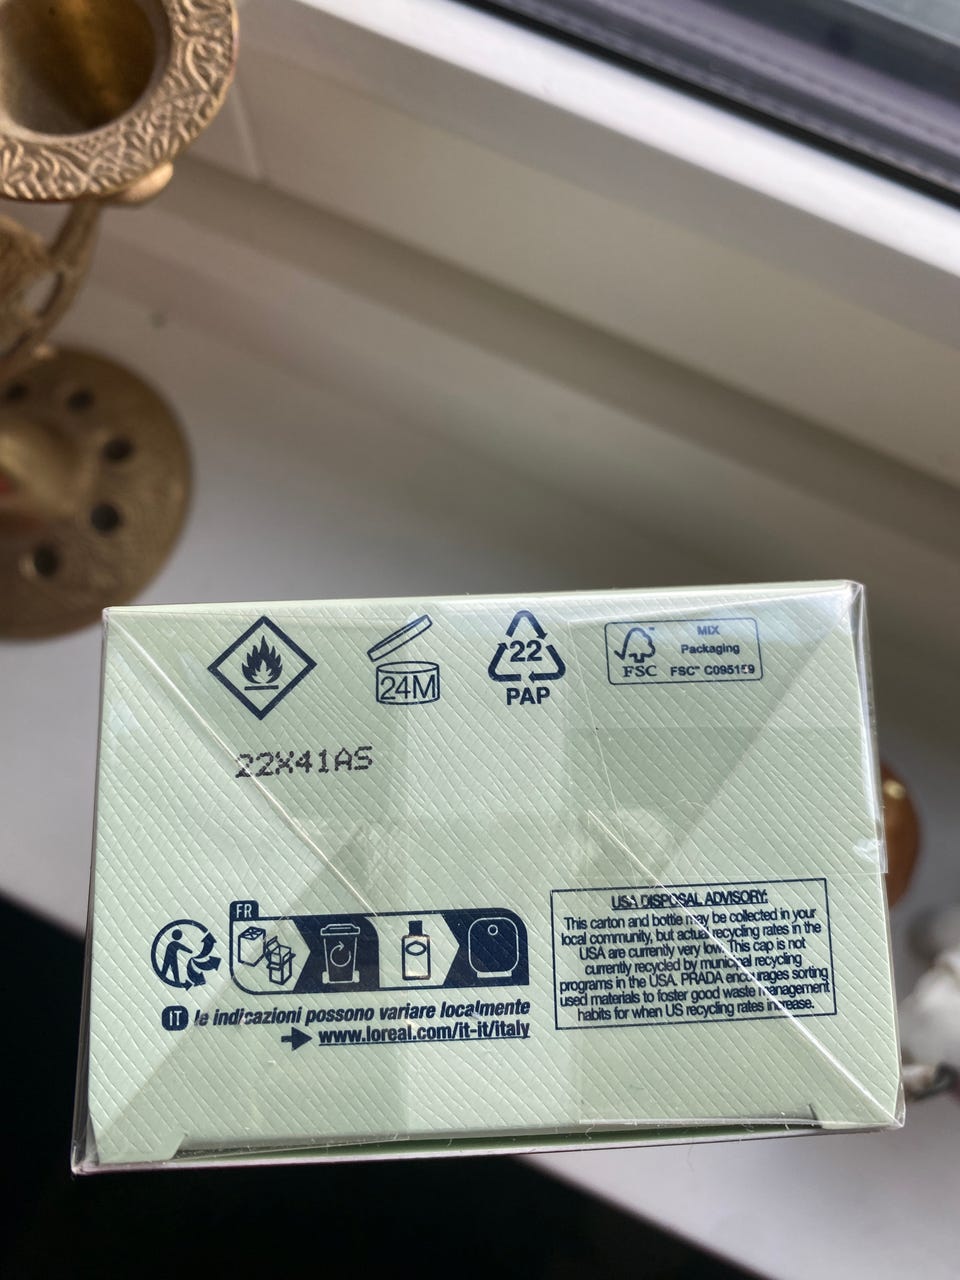 24M
22
PAP
FSC
MIX
Packaging
FSC™ C095159
22X41AS
FR
IT le indicazioni possono variare localmente
www.loreal.com/it-it/italy
USA DISPOSAL ADVISORY:
This carton and bottle may be collected in your
local community, but actual recycling rates in the
USA are currently very low. This cap is not
currently recycled by municipal recycling
programs in the USA. PRADA encourages sorting
used materials to foster good waste management
habits for when US recycling rates increase.